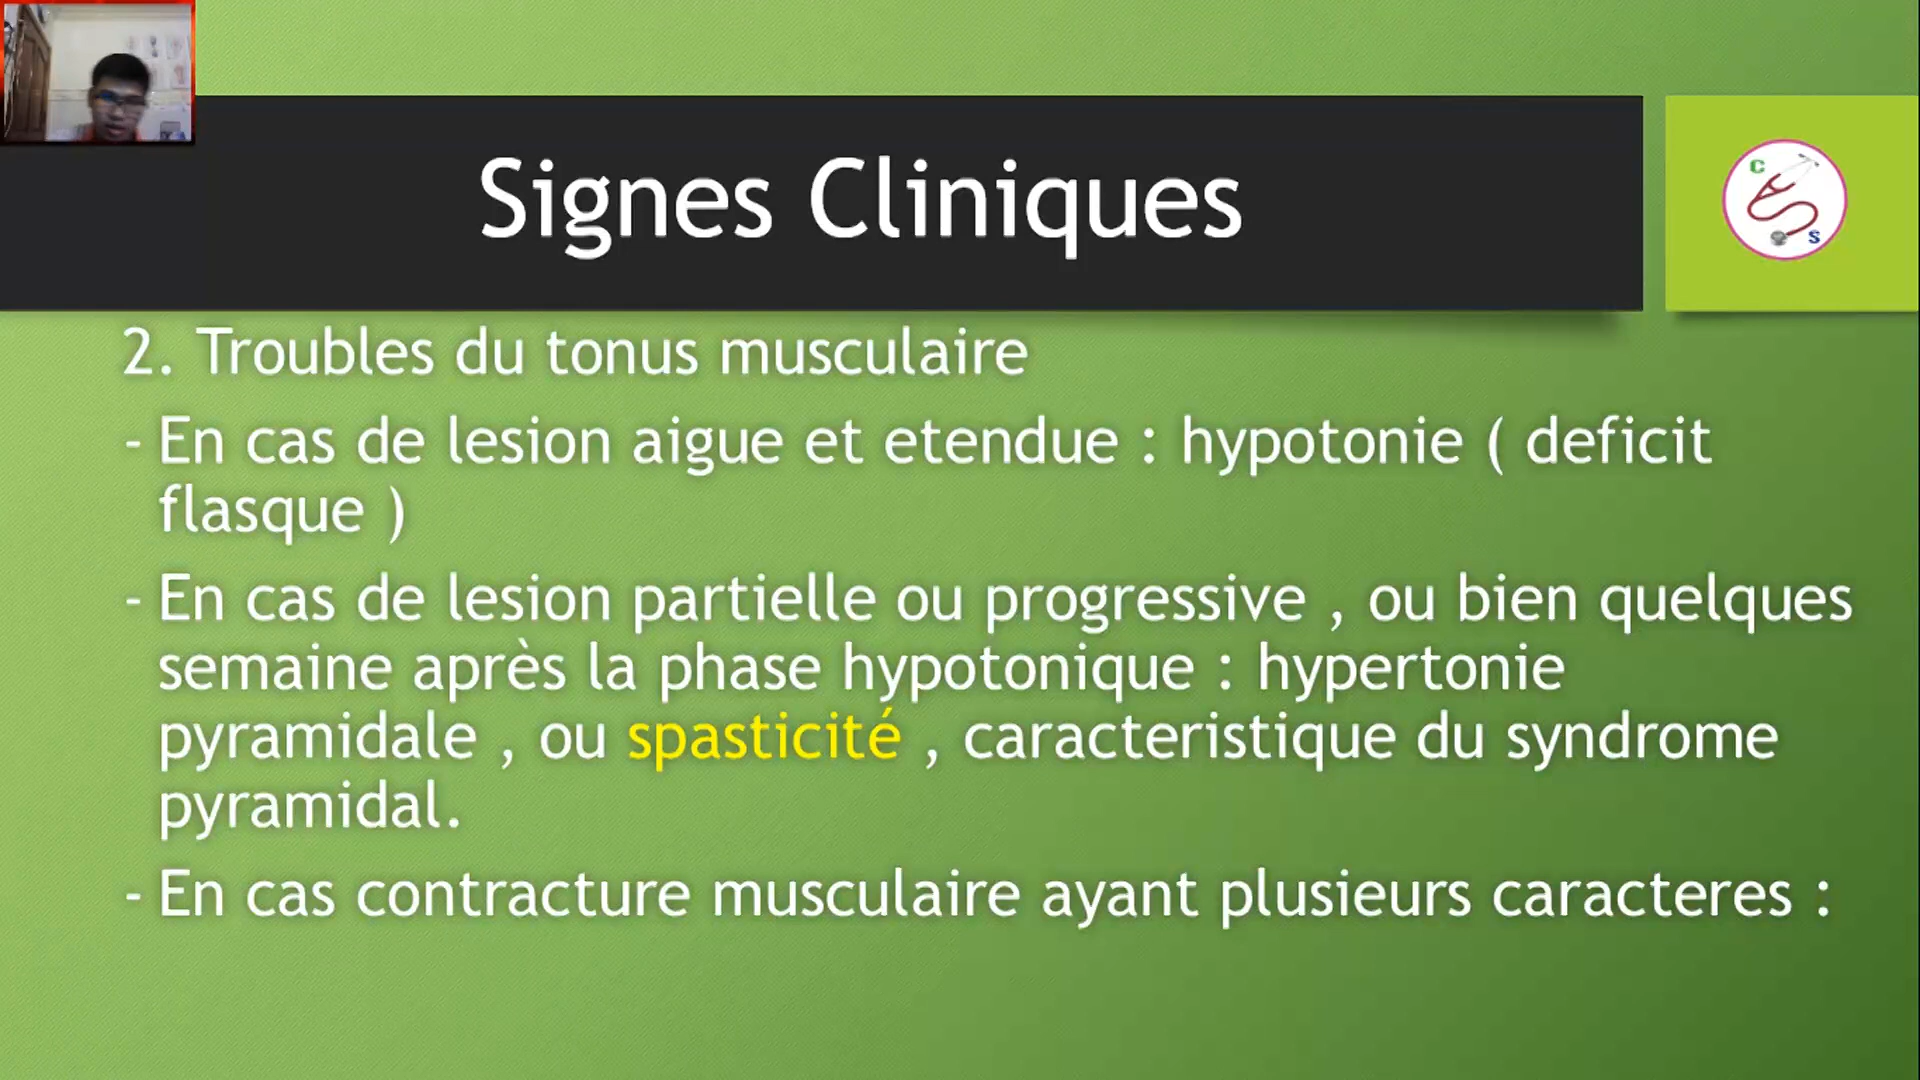 Signes Cliniques
C
S
2. Troubles du tonus musculaire
- En cas de lesion aigue et etendue : hypotonie ( deficit
flasque )
- En cas de lesion partielle ou progressive , ou bien quelques
semaine après la phase hypotonique : hypertonie
pyramidale , ou spasticité , caracteristique du syndrome
pyramidal.
- En cas contracture musculaire ayant plusieurs caracteres :